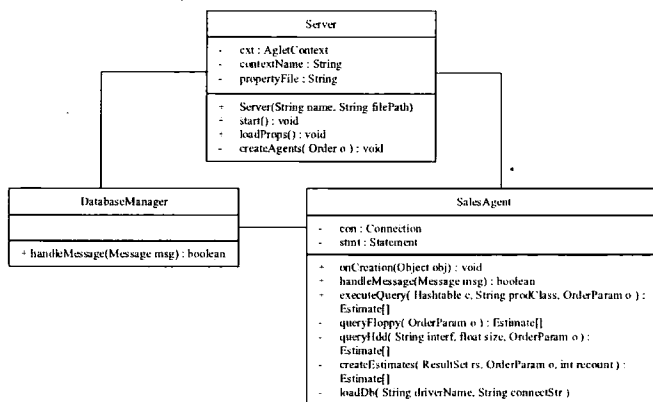 Server
- cxt : AgletContext
- contextName : String
- propertyFile : String
+ Server(String name, String filePath)
+ start() : void
+ loadProps() : void
- createAgents( Order o ) : void
*
DatabaseManager
+ handleMessage(Message msg) : boolean
SalesAgent
- con : Connection
- stmt : Statement
+ onCreation(Object obj) : void
+ handleMessage(Message msg) : boolean
+ executeQuery( Hashtable c, String prodClass, OrderParam o ) :
Estimate[]
- queryFloppy( OrderParam o ) : Estimate[]
- queryHdd( String interf, float size, OrderParam o ) :
Estimate[]
- createEstimates( ResultSet rs, OrderParam o, int recount ) :
Estimate[]
- loadDb( String driverName, String connectStr )